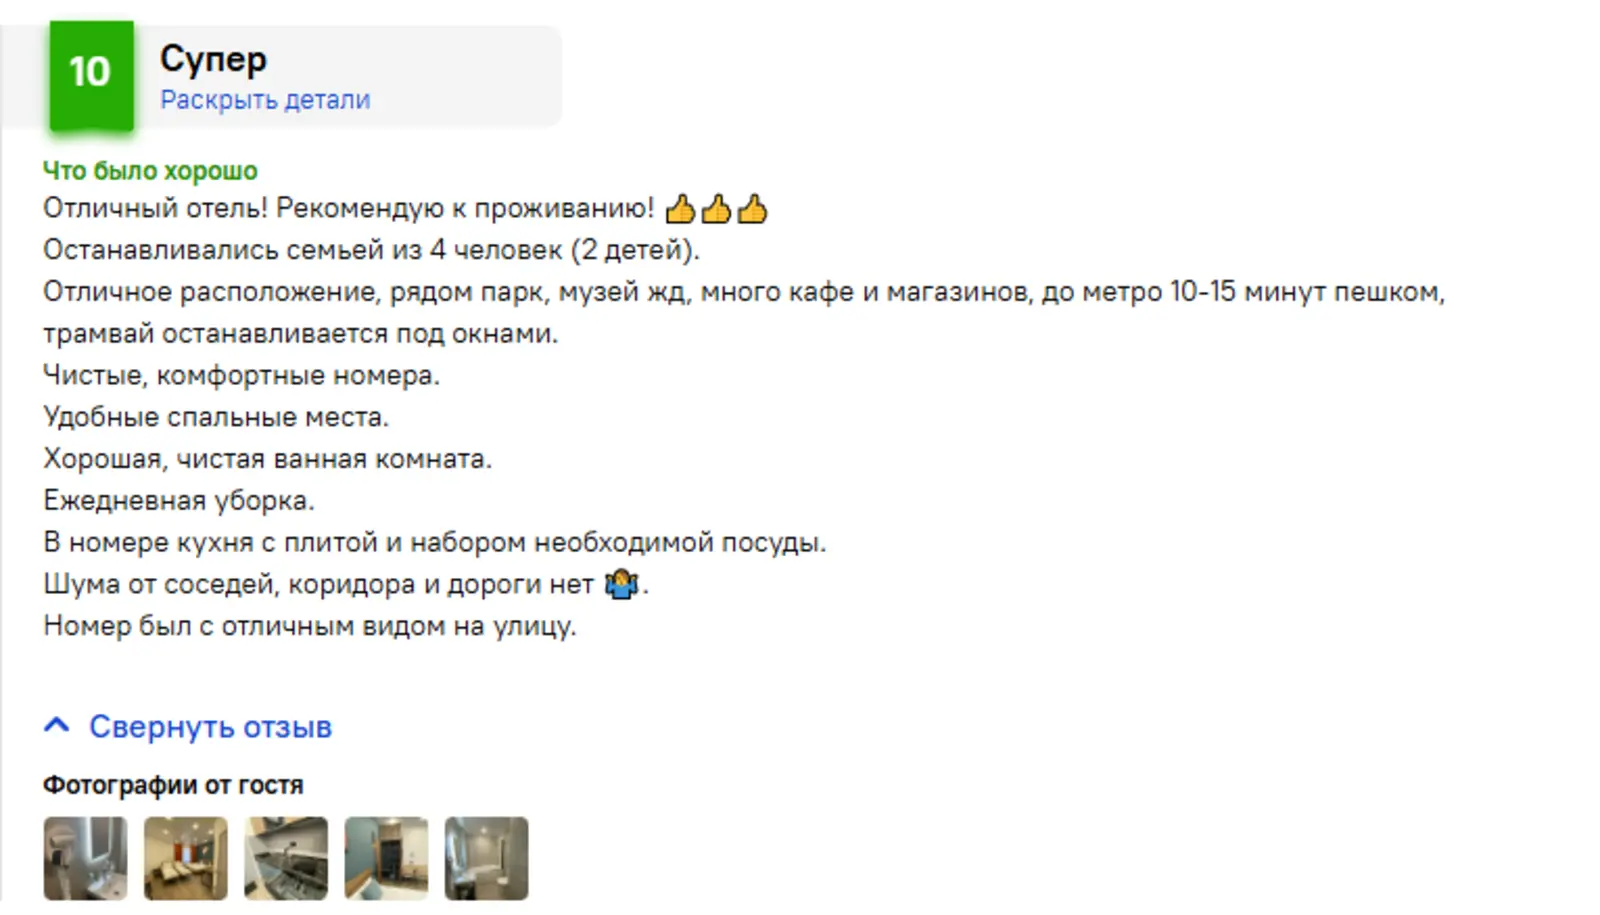 10
Супер
Раскрыть детали
Что было хорошо
Отличный отель! Рекомендую к проживанию! 👍👍👍
Останавливались семьей из 4 человек (2 детей).
Отличное расположение, рядом парк, музей жд, много кафе и магазинов, до метро 10-15 минут пешком,
трамвай останавливается под окнами.
Чистые, комфортные номера.
Удобные спальные места.
Хорошая, чистая ванная комната.
Ежедневная уборка.
В номере кухня с плитой и набором необходимой посуды.
Шума от соседей, коридора и дороги нет 🤷.
Номер был с отличным видом на улицу.
Свернуть отзыв
Фотографии от гостя